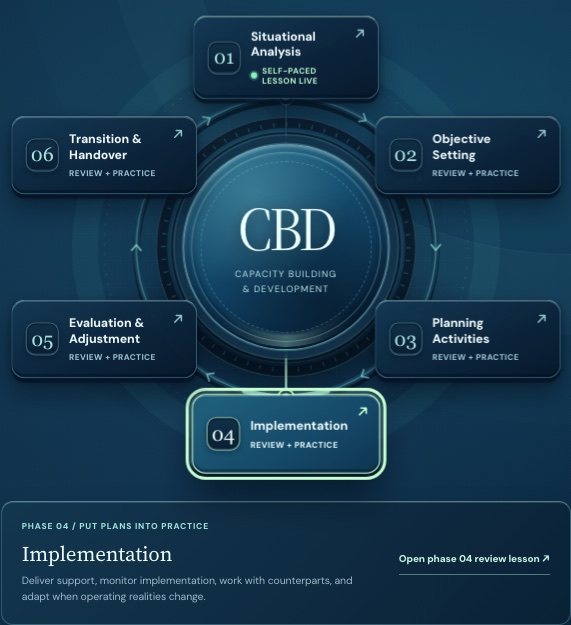 01
Situational
Analysis
SELF-PACED
LESSON LIVE
06
Transition &
Handover
REVIEW + PRACTICE
02
Objective
Setting
REVIEW + PRACTICE
CBD
CAPACITY BUILDING
& DEVELOPMENT
05
Evaluation &
Adjustment
REVIEW + PRACTICE
03
Planning
Activities
REVIEW + PRACTICE
04
Implementation
REVIEW + PRACTICE
PHASE 04 / PUT PLANS INTO PRACTICE
Implementation
Deliver support, monitor implementation, work with counterparts, and
adapt when operating realities change.
Open phase 04 review lesson ↗